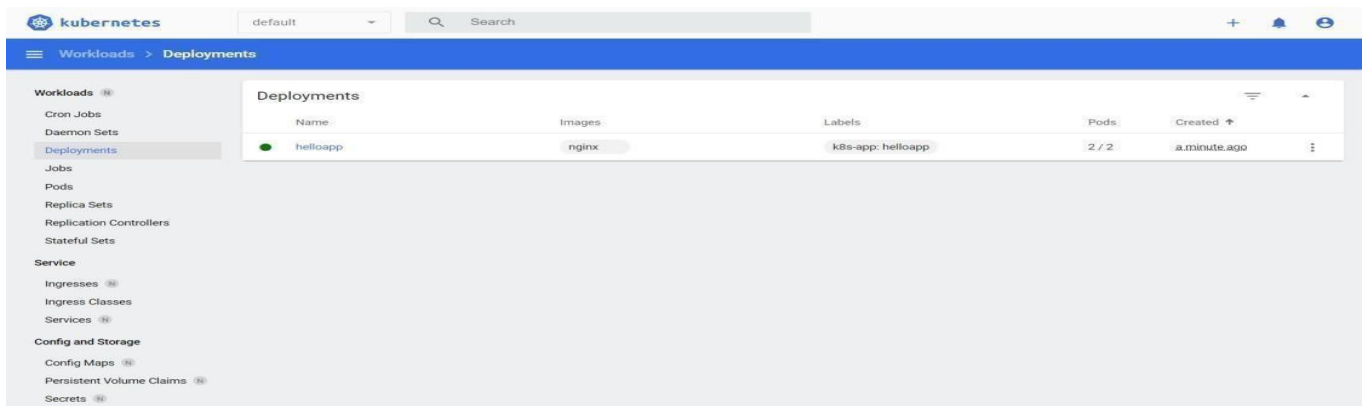 kubernetes
default
Search
Workloads > Deployments
Workloads N
Cron Jobs
Daemon Sets
Deployments
Jobs
Pods
Replica Sets
Replication Controllers
Stateful Sets
Service
Ingresses N
Ingress Classes
Services N
Config and Storage
Config Maps N
Persistent Volume Claims N
Secrets N
Deployments
Name Images Labels Pods Created ↑
helloapp nginx k8s-app: helloapp 2 / 2 a minute ago